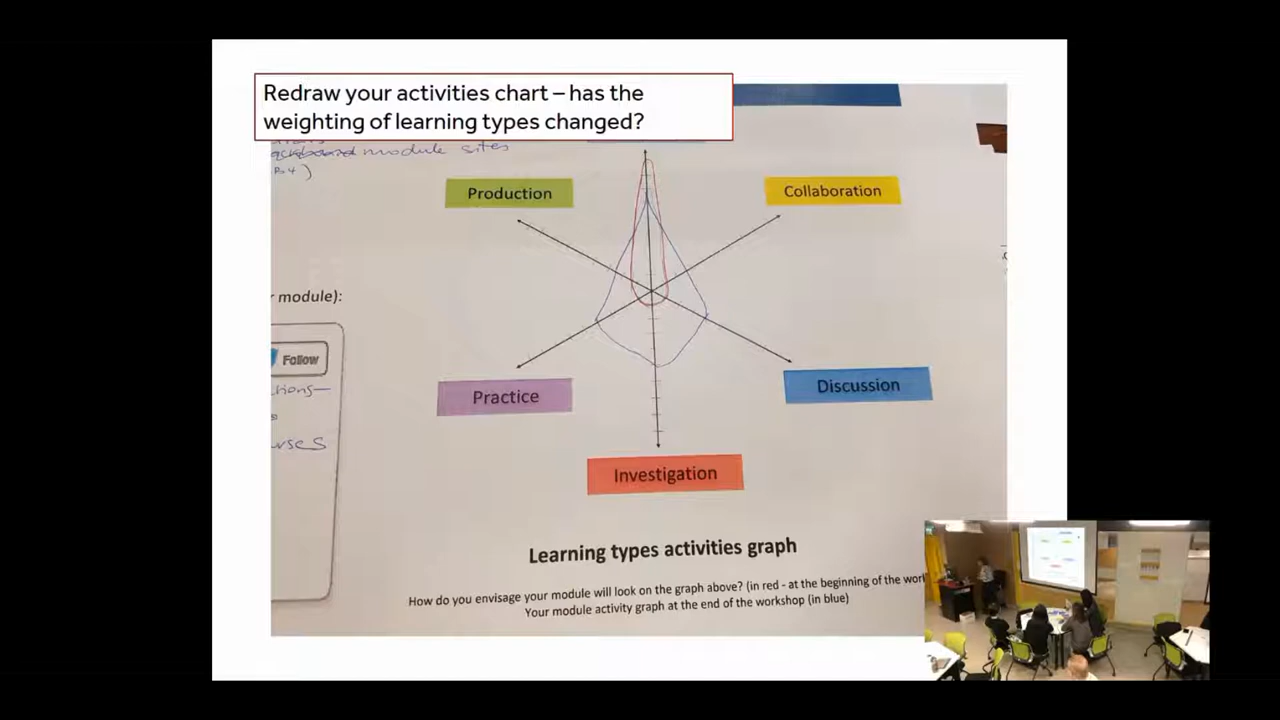 Redraw your activities chart – has the
weighting of learning types changed?
module sites
Production
Collaboration
module):
Follow
Practice
Discussion
Investigation
Learning types activities graph
How do you envisage your module will look on the graph above? (in red - at the beginning of the
Your module activity graph at the end of the workshop (in blue)